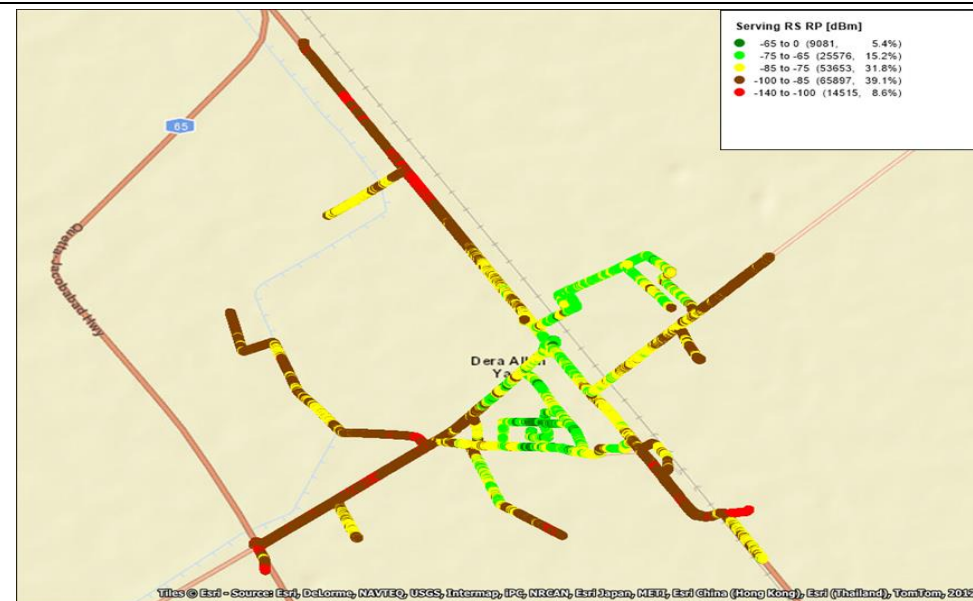 Serving RS RP [dBm]
-65 to 0 (9081, 5.4%)
-75 to -65 (25576, 15.2%)
-85 to -75 (53653, 31.8%)
-100 to -85 (65897, 39.1%)
-140 to -100 (14515, 8.6%)
65
Quetta-Jacobabad Hwy
Dera Allah
Ya
Tiles © Esri - Source: Esri, DeLorme, NAVTEQ, USGS, Intermap, iPC, NRCAN, Esri Japan, METI, Esri China (Hong Kong), Esri (Thailand), TomTom, 201